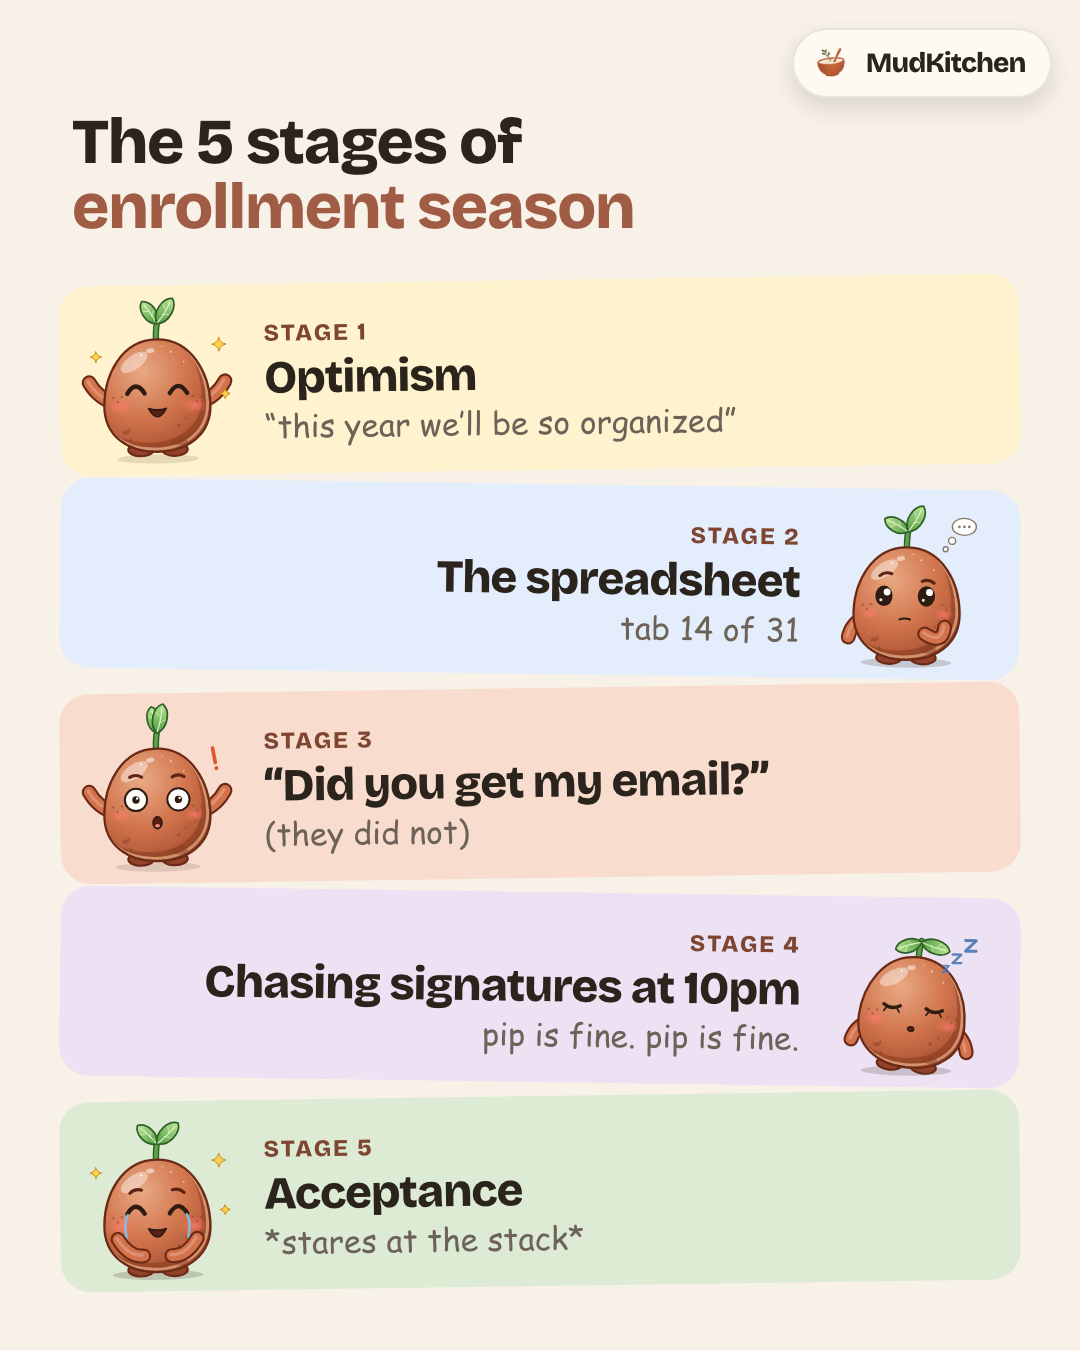 MudKitchen
The 5 stages of
enrollment season
STAGE 1
Optimism
“this year we’ll be so organized”
STAGE 2
The spreadsheet
tab 14 of 31
STAGE 3
“Did you get my email?”
(they did not)
STAGE 4
Chasing signatures at 10pm
pip is fine. pip is fine.
z z z
STAGE 5
Acceptance
*stares at the stack*